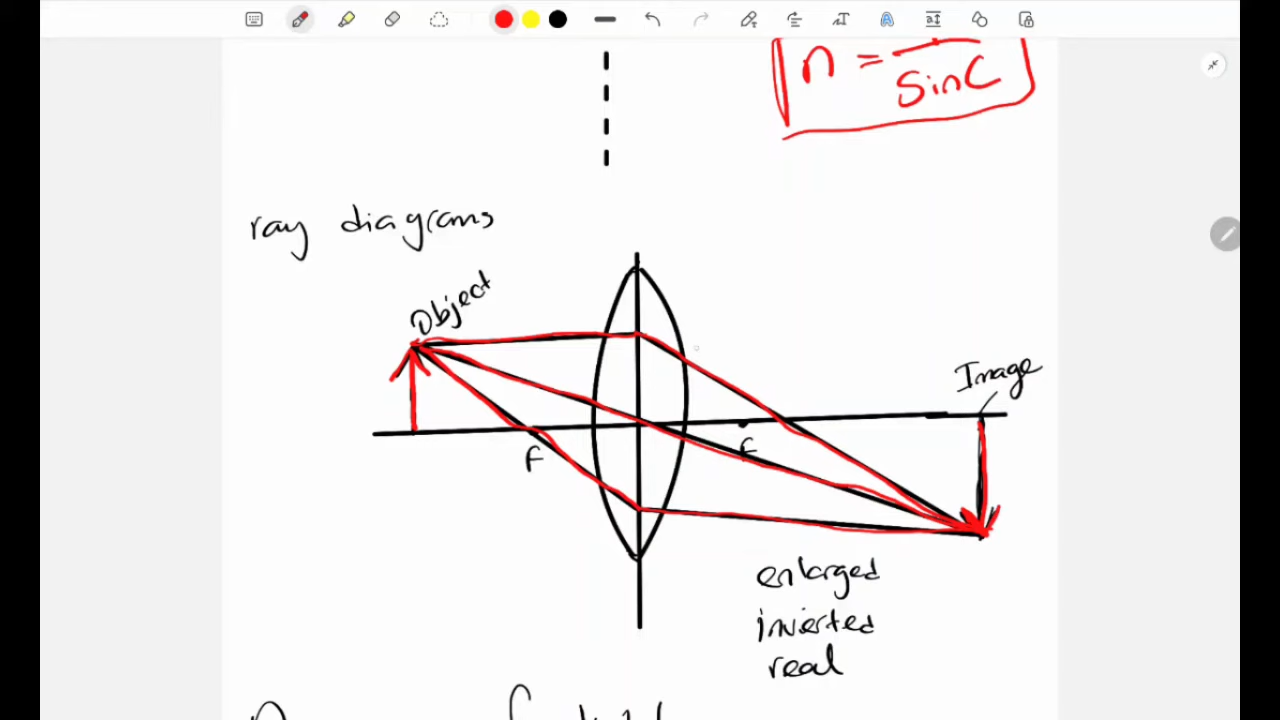 n =
sinC
ray diagrams
Object
Image
F
F
enlarged
inverted
real